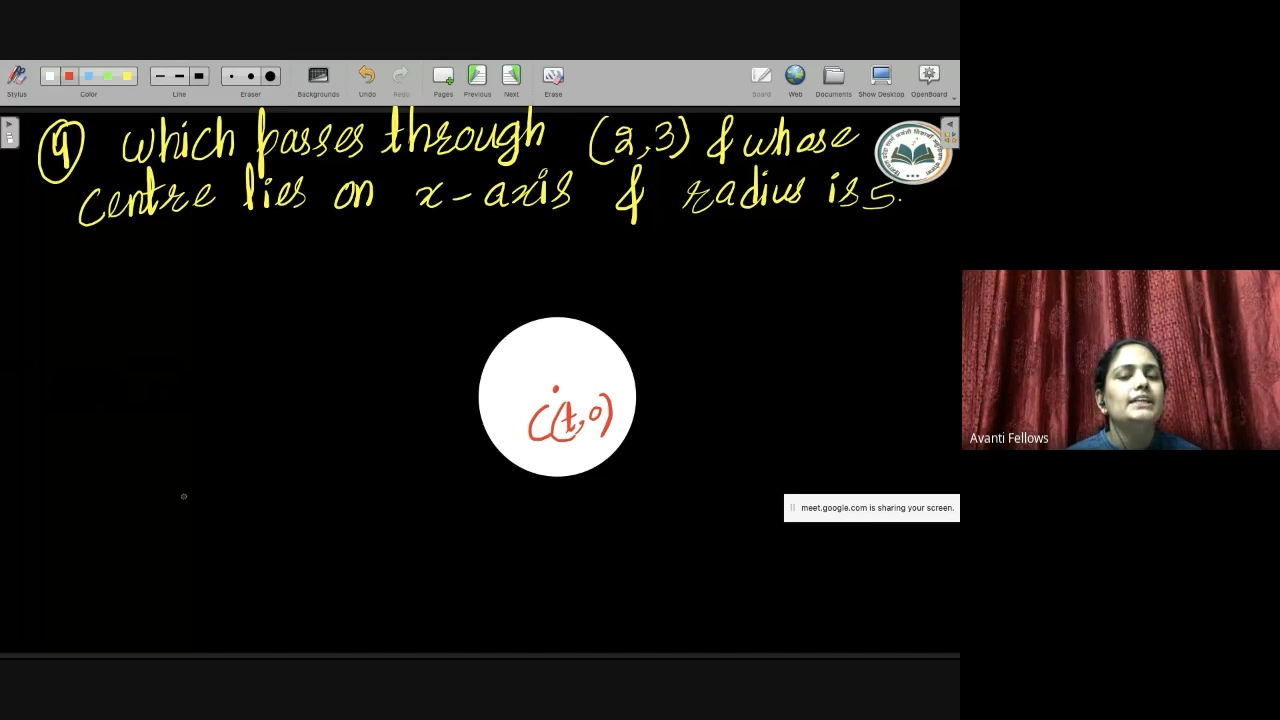 Stylus Color Line Eraser Backgrounds Undo Redo Pages Previous Next Erase Board Web Documents Show Desktop OpenBoard
(9) which passes through (2,3) & whose
centre lies on x-axis & radius is 5.
C(t,0)
Avanti Fellows
meet.google.com is sharing your screen.